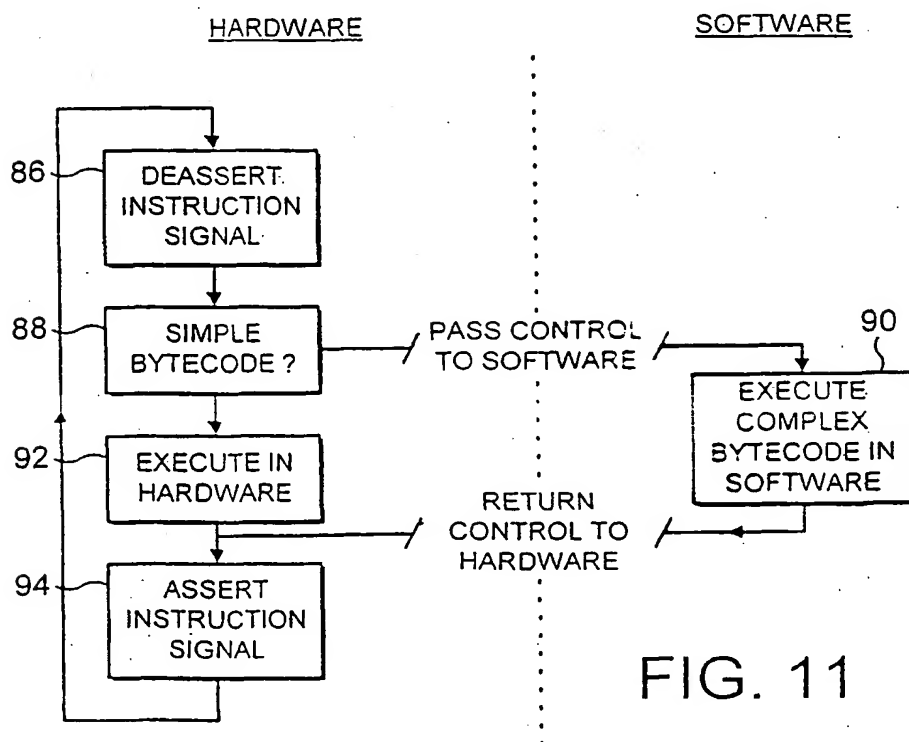 HARDWARE
SOFTWARE
86
DEASSERT
INSTRUCTION
SIGNAL
88
SIMPLE
BYTECODE ?
PASS CONTROL
TO SOFTWARE
90
EXECUTE
COMPLEX
BYTECODE IN
SOFTWARE
92
EXECUTE IN
HARDWARE
RETURN
CONTROL TO
HARDWARE
94
ASSERT
INSTRUCTION
SIGNAL
FIG. 11